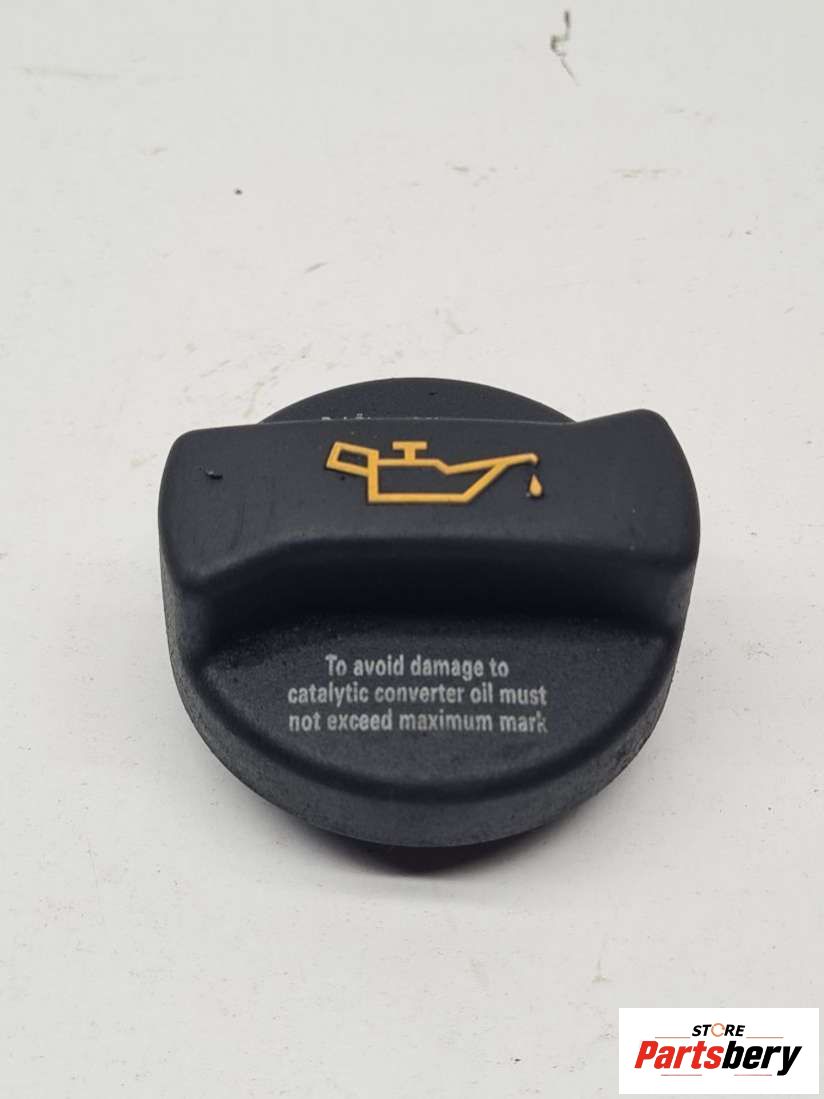 To avoid damage to
catalytic converter oil must
not exceed maximum mark
STORE
Partsbery